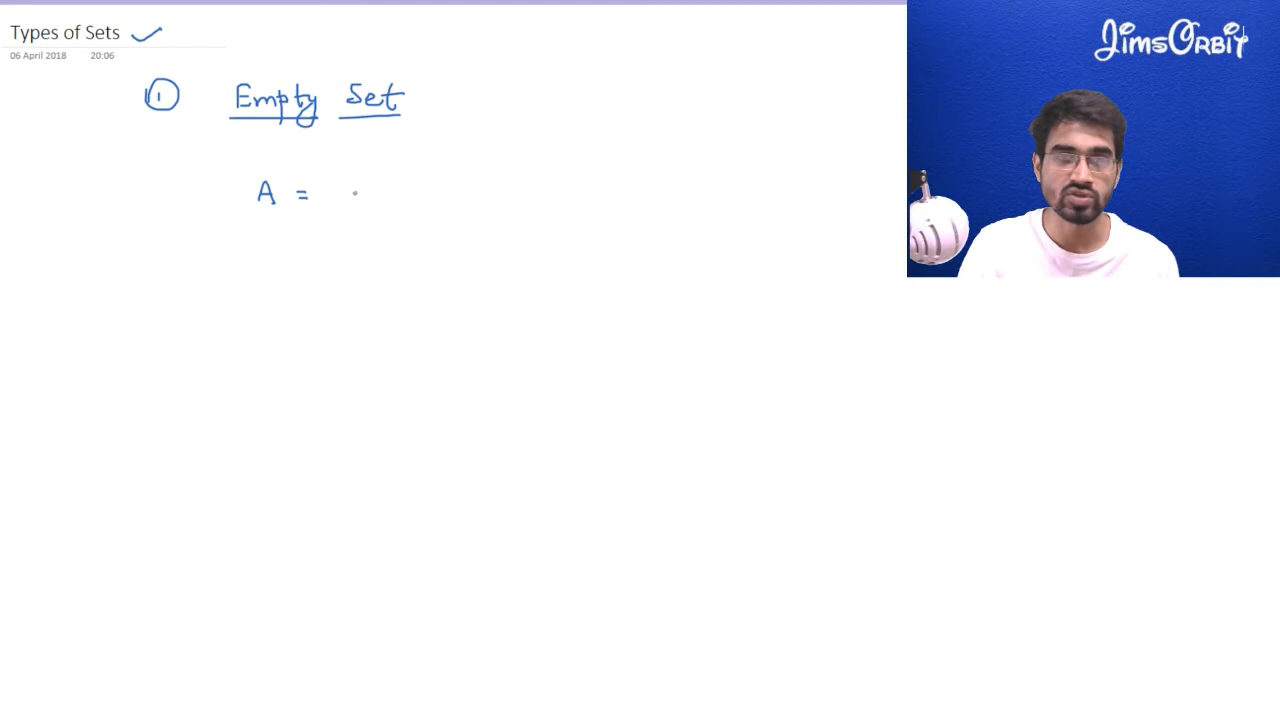 Types of Sets
06 April 2018 20:06
① Empty Set
A =
JimsOrbit